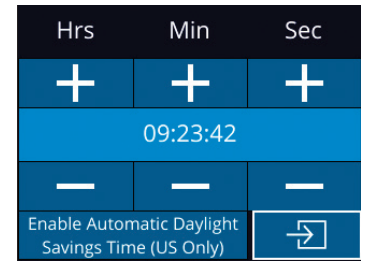 Hrs Min Sec
+ + +
09:23:42
− − −
Enable Automatic Daylight
Savings Time (US Only)